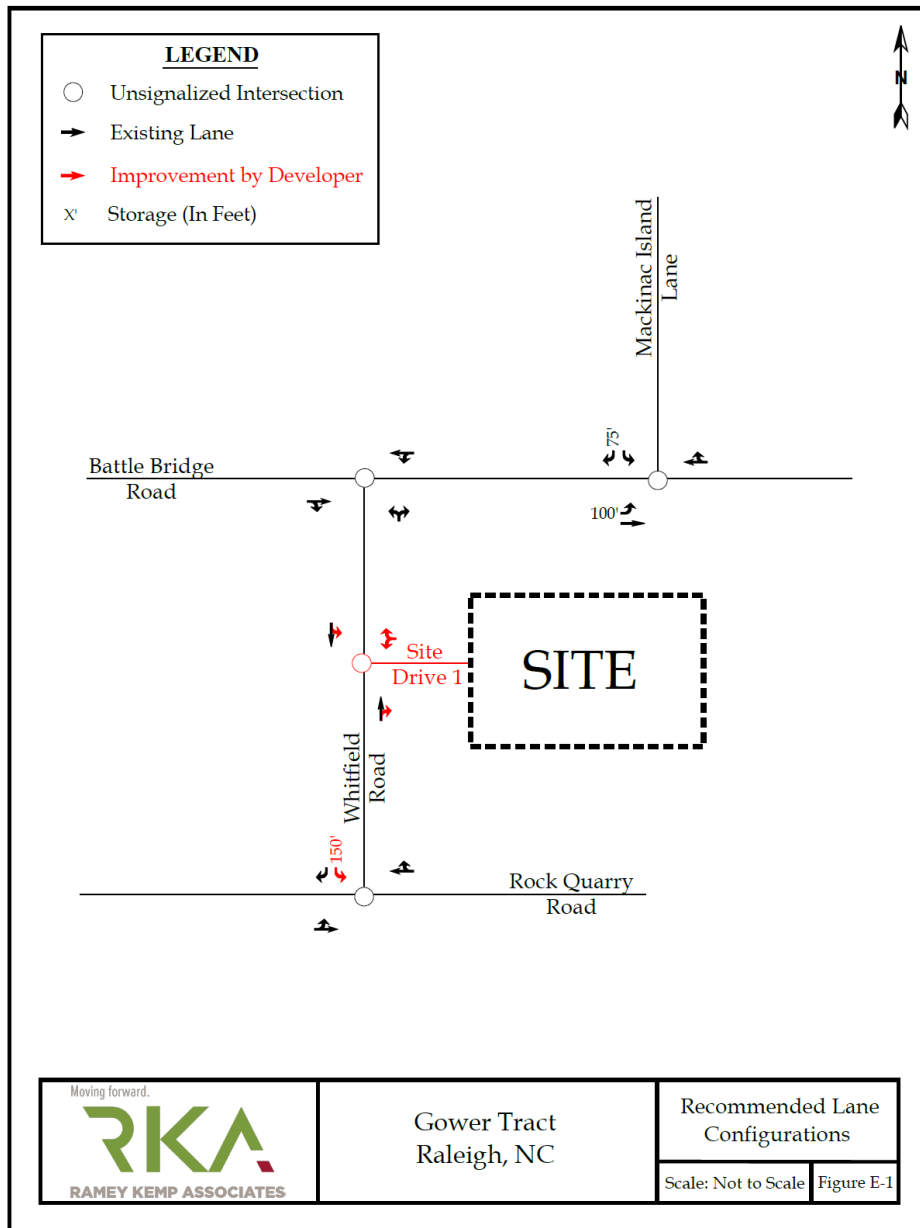 LEGEND
Unsignalized Intersection
Existing Lane
Improvement by Developer
X' Storage (In Feet)
N
Mackinac Island
Lane
75'
Battle Bridge
Road
100'
Site
Drive 1
SITE
Whitfield
Road
150'
Rock Quarry
Road
Moving forward.
RKA
RAMEY KEMP ASSOCIATES
Gower Tract
Raleigh, NC
Recommended Lane
Configurations
Scale: Not to Scale
Figure E-1